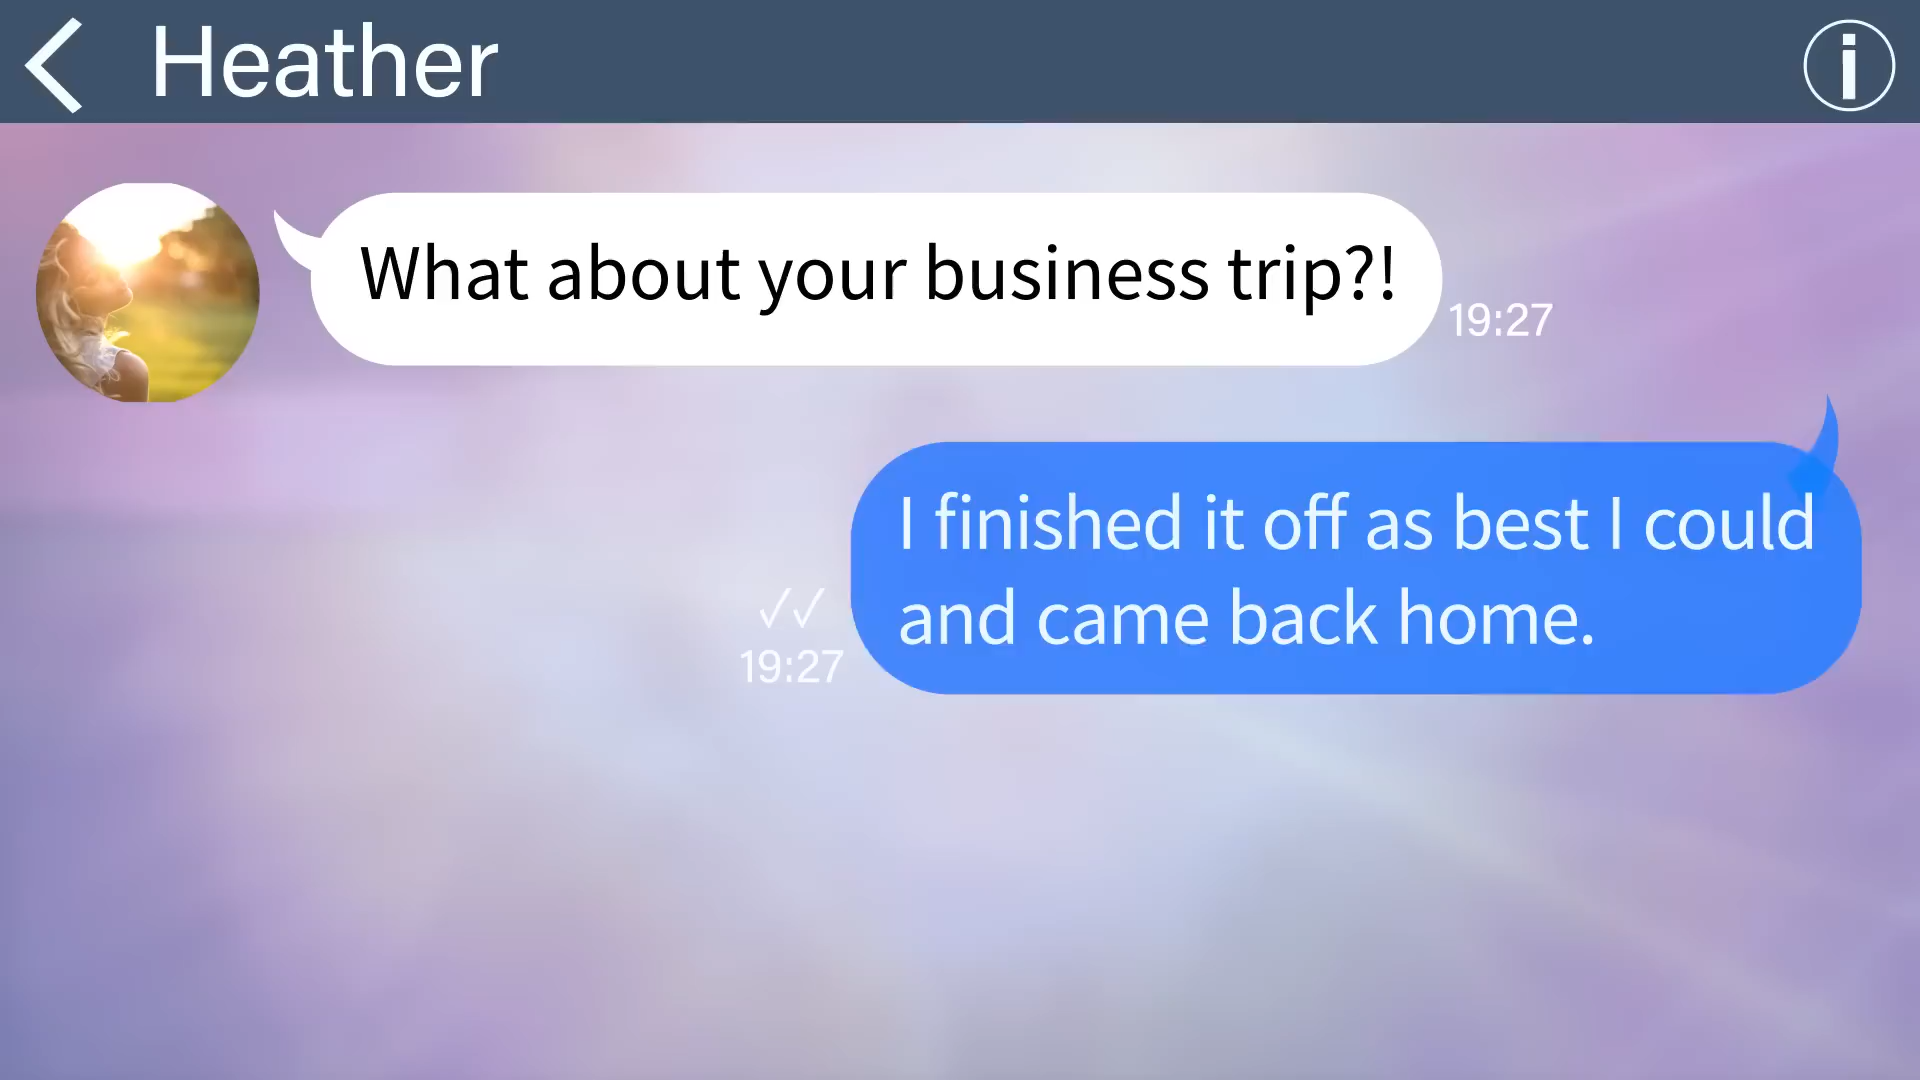 Heather
What about your business trip?!
19:27
I finished it off as best I could
and came back home.
✓✓
19:27